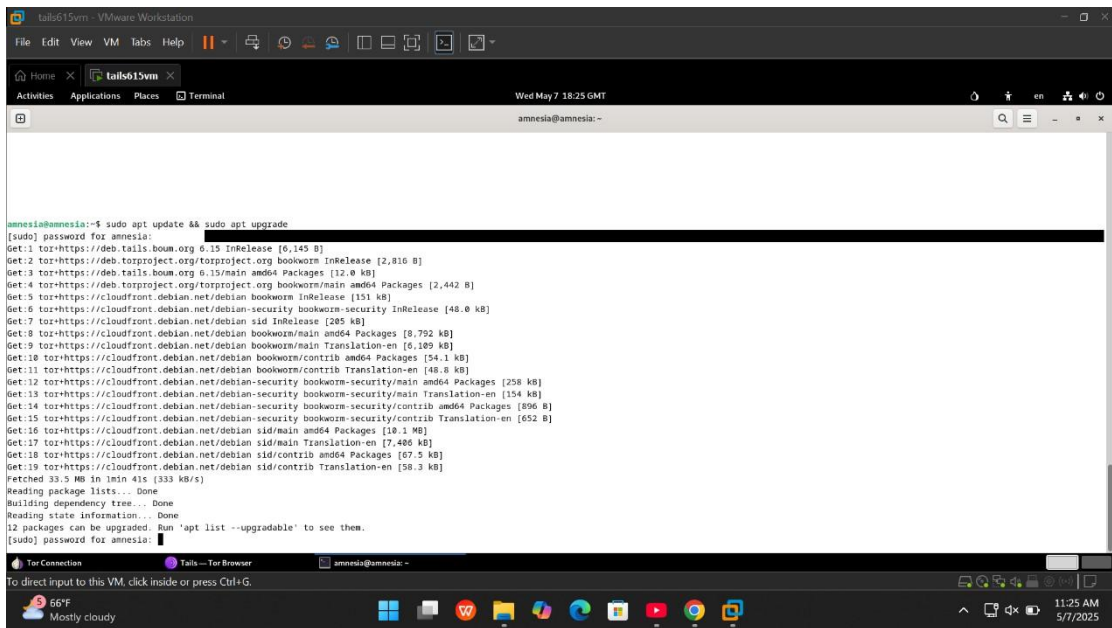 tails615vm - VMware Workstation
File Edit View VM Tabs Help
Home tails615vm
Activities Applications Places Terminal Wed May 7 18:25 GMT en
amnesia@amnesia: ~
amnesia@amnesia:~$ sudo apt update && sudo apt upgrade
[sudo] password for amnesia:
Get:1 tor+https://deb.tails.boum.org 6.15 InRelease [6,145 B]
Get:2 tor+https://deb.torproject.org/torproject.org bookworm InRelease [2,816 B]
Get:3 tor+https://deb.tails.boum.org 6.15/main amd64 Packages [12.0 kB]
Get:4 tor+https://deb.torproject.org/torproject.org bookworm/main amd64 Packages [2,442 B]
Get:5 tor+https://cloudfront.debian.net/debian bookworm InRelease [151 kB]
Get:6 tor+https://cloudfront.debian.net/debian-security bookworm-security InRelease [48.0 kB]
Get:7 tor+https://cloudfront.debian.net/debian sid InRelease [205 kB]
Get:8 tor+https://cloudfront.debian.net/debian bookworm/main amd64 Packages [8,792 kB]
Get:9 tor+https://cloudfront.debian.net/debian bookworm/main Translation-en [6,109 kB]
Get:10 tor+https://cloudfront.debian.net/debian bookworm/contrib amd64 Packages [54.1 kB]
Get:11 tor+https://cloudfront.debian.net/debian bookworm/contrib Translation-en [48.8 kB]
Get:12 tor+https://cloudfront.debian.net/debian-security bookworm-security/main amd64 Packages [258 kB]
Get:13 tor+https://cloudfront.debian.net/debian-security bookworm-security/main Translation-en [154 kB]
Get:14 tor+https://cloudfront.debian.net/debian-security bookworm-security/contrib amd64 Packages [896 B]
Get:15 tor+https://cloudfront.debian.net/debian-security bookworm-security/contrib Translation-en [652 B]
Get:16 tor+https://cloudfront.debian.net/debian sid/main amd64 Packages [10.1 MB]
Get:17 tor+https://cloudfront.debian.net/debian sid/main Translation-en [7,406 kB]
Get:18 tor+https://cloudfront.debian.net/debian sid/contrib amd64 Packages [67.5 kB]
Get:19 tor+https://cloudfront.debian.net/debian sid/contrib Translation-en [58.3 kB]
Fetched 33.5 MB in 1min 41s (333 kB/s)
Reading package lists... Done
Building dependency tree... Done
Reading state information... Done
12 packages can be upgraded. Run 'apt list --upgradable' to see them.
[sudo] password for amnesia:
Tor Connection Tails — Tor Browser amnesia@amnesia: ~
To direct input to this VM, click inside or press Ctrl+G.
66°F
Mostly cloudy
11:25 AM
5/7/2025